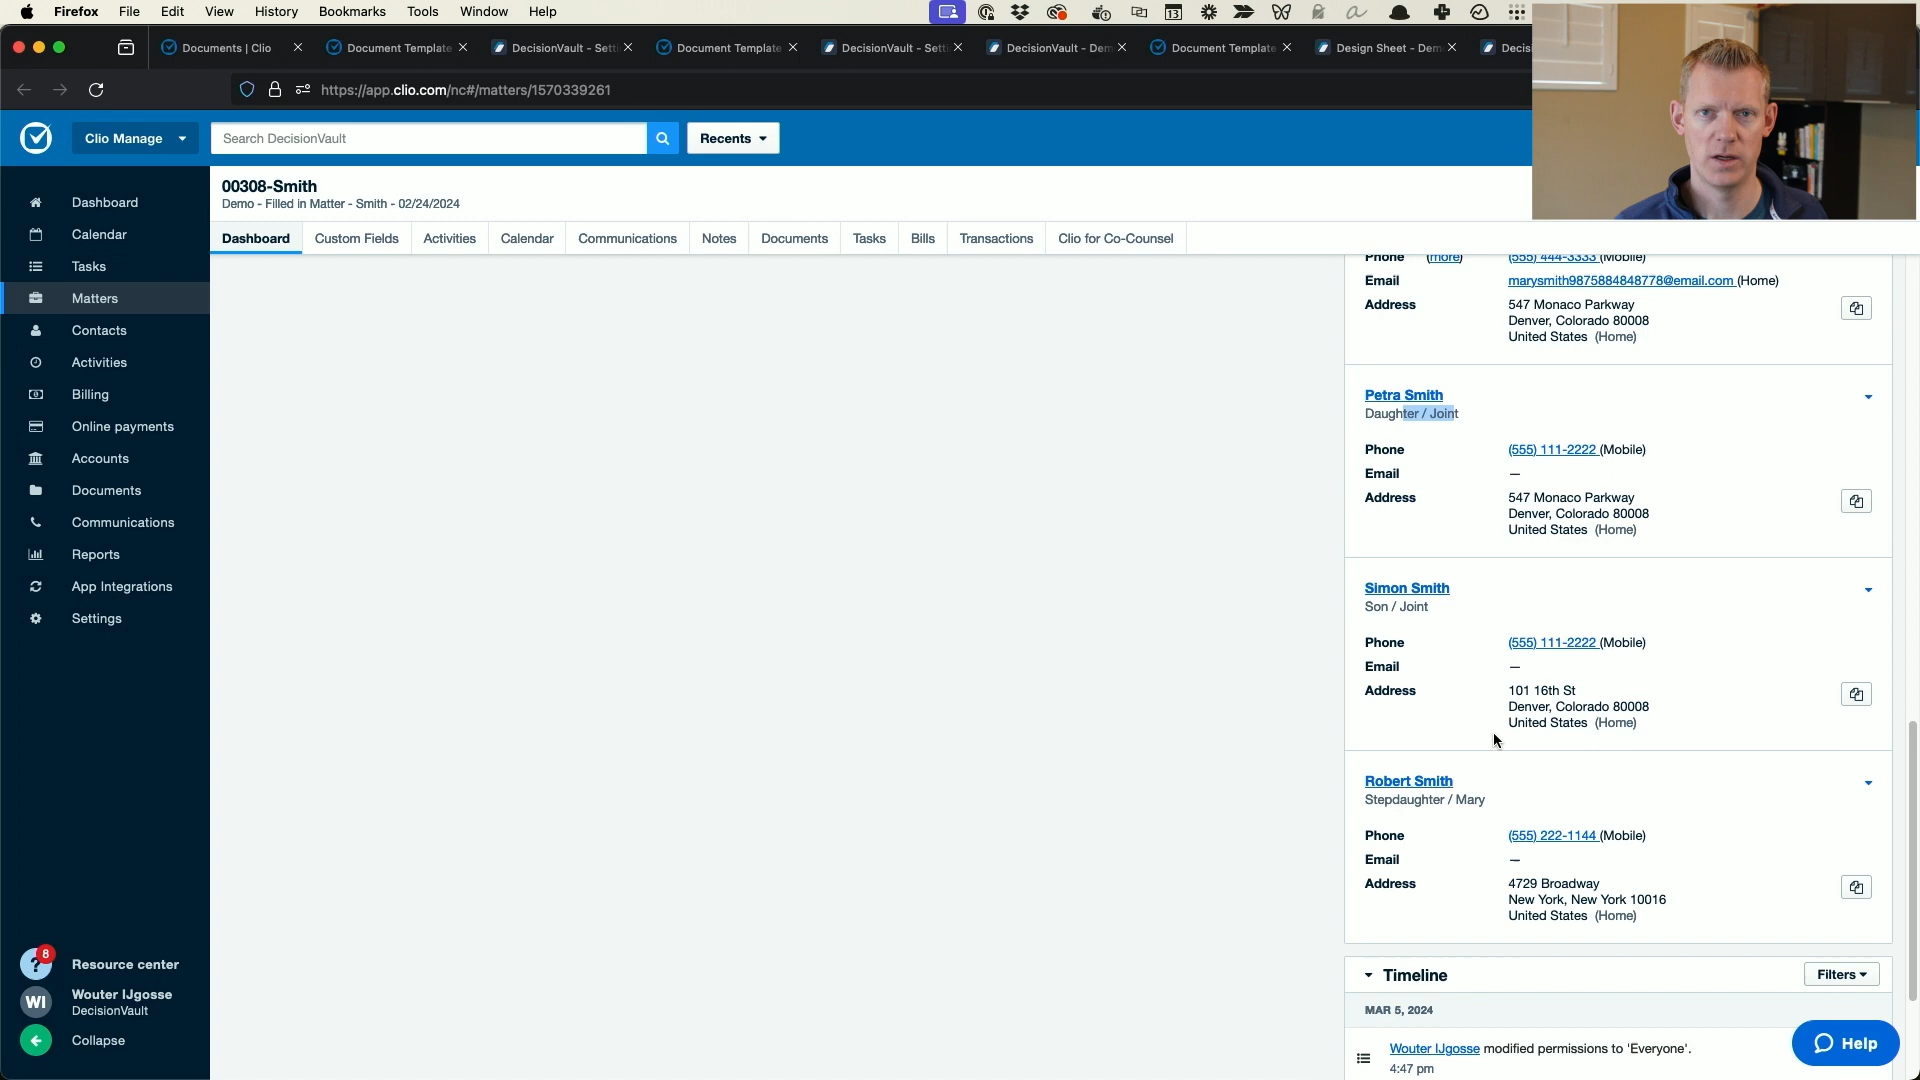 Firefox File Edit View History Bookmarks Tools Window Help
13
Documents | Clio
Document Template
DecisionVault - Setti
Document Template
DecisionVault - Setti
DecisionVault - Dem
Document Template
Design Sheet - Dem
Decis
https://app.clio.com/nc#/matters/1570339261
Clio Manage
Search DecisionVault
Recents
Dashboard
Calendar
Tasks
Matters
Contacts
Activities
Billing
Online payments
Accounts
Documents
Communications
Reports
App Integrations
Settings
8
? Resource center
WI Wouter IJgosse
DecisionVault
Collapse
00308-Smith
Demo - Filled in Matter - Smith - 02/24/2024
Dashboard Custom Fields Activities Calendar Communications Notes Documents Tasks Bills Transactions Clio for Co-Counsel
Phone (more) (555) 444-3333 (Mobile)
Email marysmith9875884848778@email.com (Home)
Address 547 Monaco Parkway
Denver, Colorado 80008
United States (Home)
Petra Smith
Daughter / Joint
Phone (555) 111-2222 (Mobile)
Email —
Address 547 Monaco Parkway
Denver, Colorado 80008
United States (Home)
Simon Smith
Son / Joint
Phone (555) 111-2222 (Mobile)
Email —
Address 101 16th St
Denver, Colorado 80008
United States (Home)
Robert Smith
Stepdaughter / Mary
Phone (555) 222-1144 (Mobile)
Email —
Address 4729 Broadway
New York, New York 10016
United States (Home)
Timeline Filters
MAR 5, 2024
Wouter IJgosse modified permissions to 'Everyone'.
4:47 pm
Help